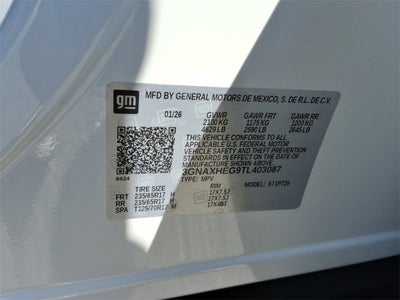 gm
MFD BY GENERAL MOTORS DE MEXICO, S. DE R.L. DE C.V.
01/26 GVWR GAWR FRT GAWR RR
2100 KG 1175 KG 1200 KG
4629 LB 2590 LB 2645 LB
THIS VEHICLE CONFORMS TO ALL
APPLICABLE U.S. FEDERAL MOTOR
VEHICLE SAFETY, BUMPER, AND THEFT
PREVENTION STANDARDS IN EFFECT
ON THE DATE OF MANUFACTURE
SHOWN ABOVE.
3GNAXHEG9TL403087
TYPE: MPV MODEL: 971PT26
6624
TIRE SIZE RIM
FRT 235/65R17 H 17X7.5J
RR 235/65R17 H 17X7.5J
SPA T125/70R17 M 17X4BT